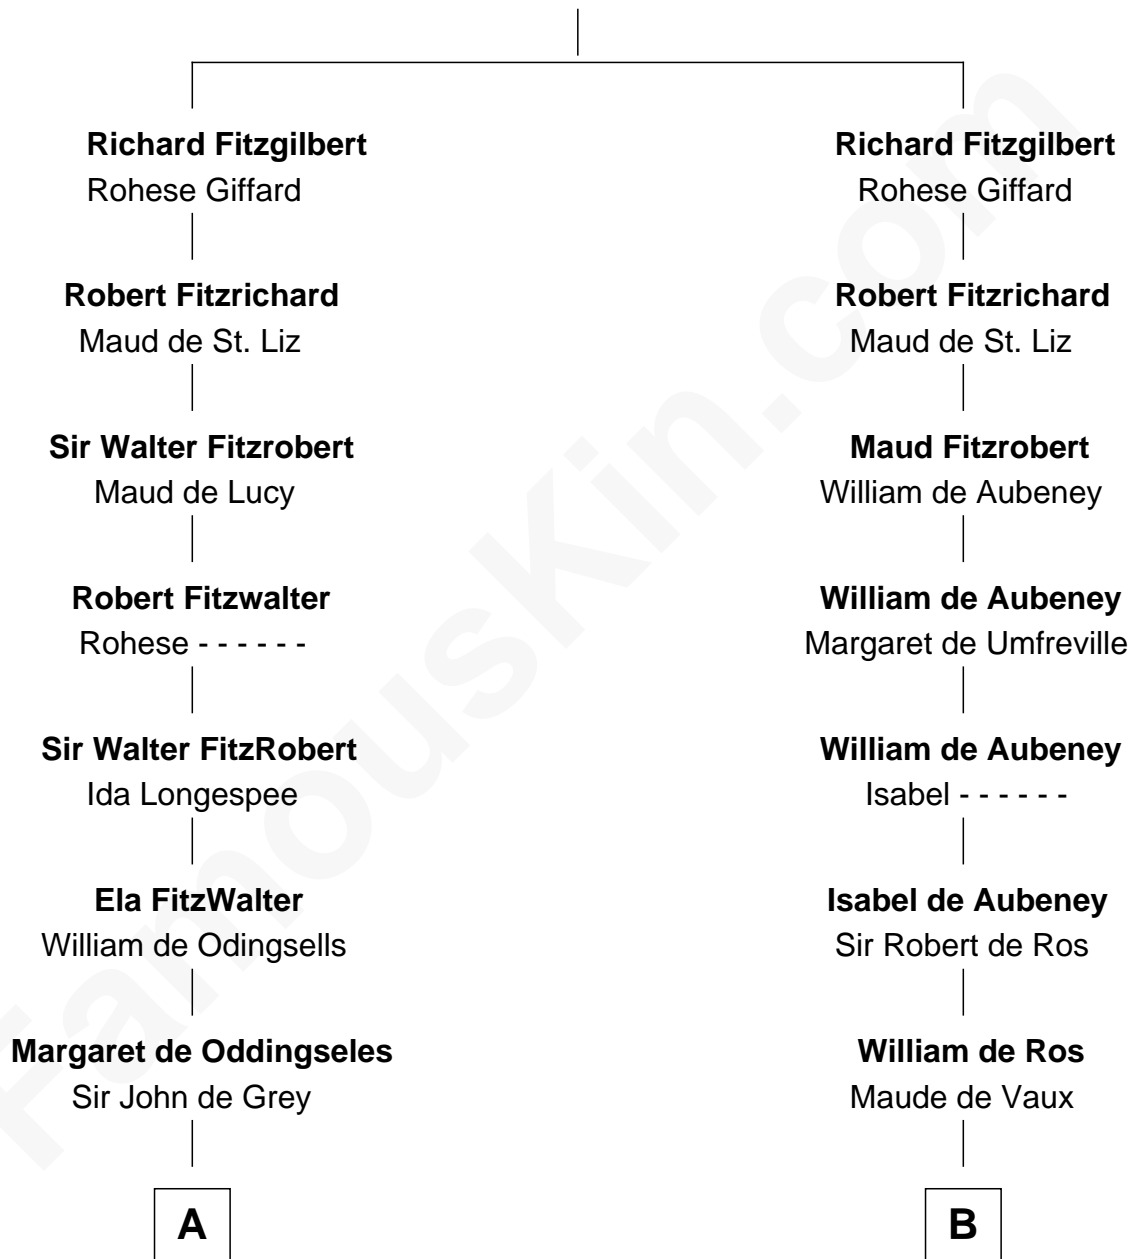 Richard Fitzgilbert
Rohese Giffard
Robert Fitzrichard
Maud de St. Liz
Sir Walter Fitzrobert
Maud de Lucy
Robert Fitzwalter
Rohese - - - - - -
Sir Walter FitzRobert
Ida Longespee
Ela FitzWalter
William de Odingsells
Margaret de Oddingseles
Sir John de Grey
A
Richard Fitzgilbert
Rohese Giffard
Robert Fitzrichard
Maud de St. Liz
Maud Fitzrobert
William de Aubeney
William de Aubeney
Margaret de Umfreville
William de Aubeney
Isabel - - - - - -
Isabel de Aubeney
Sir Robert de Ros
William de Ros
Maude de Vaux
B
FamousKin.com